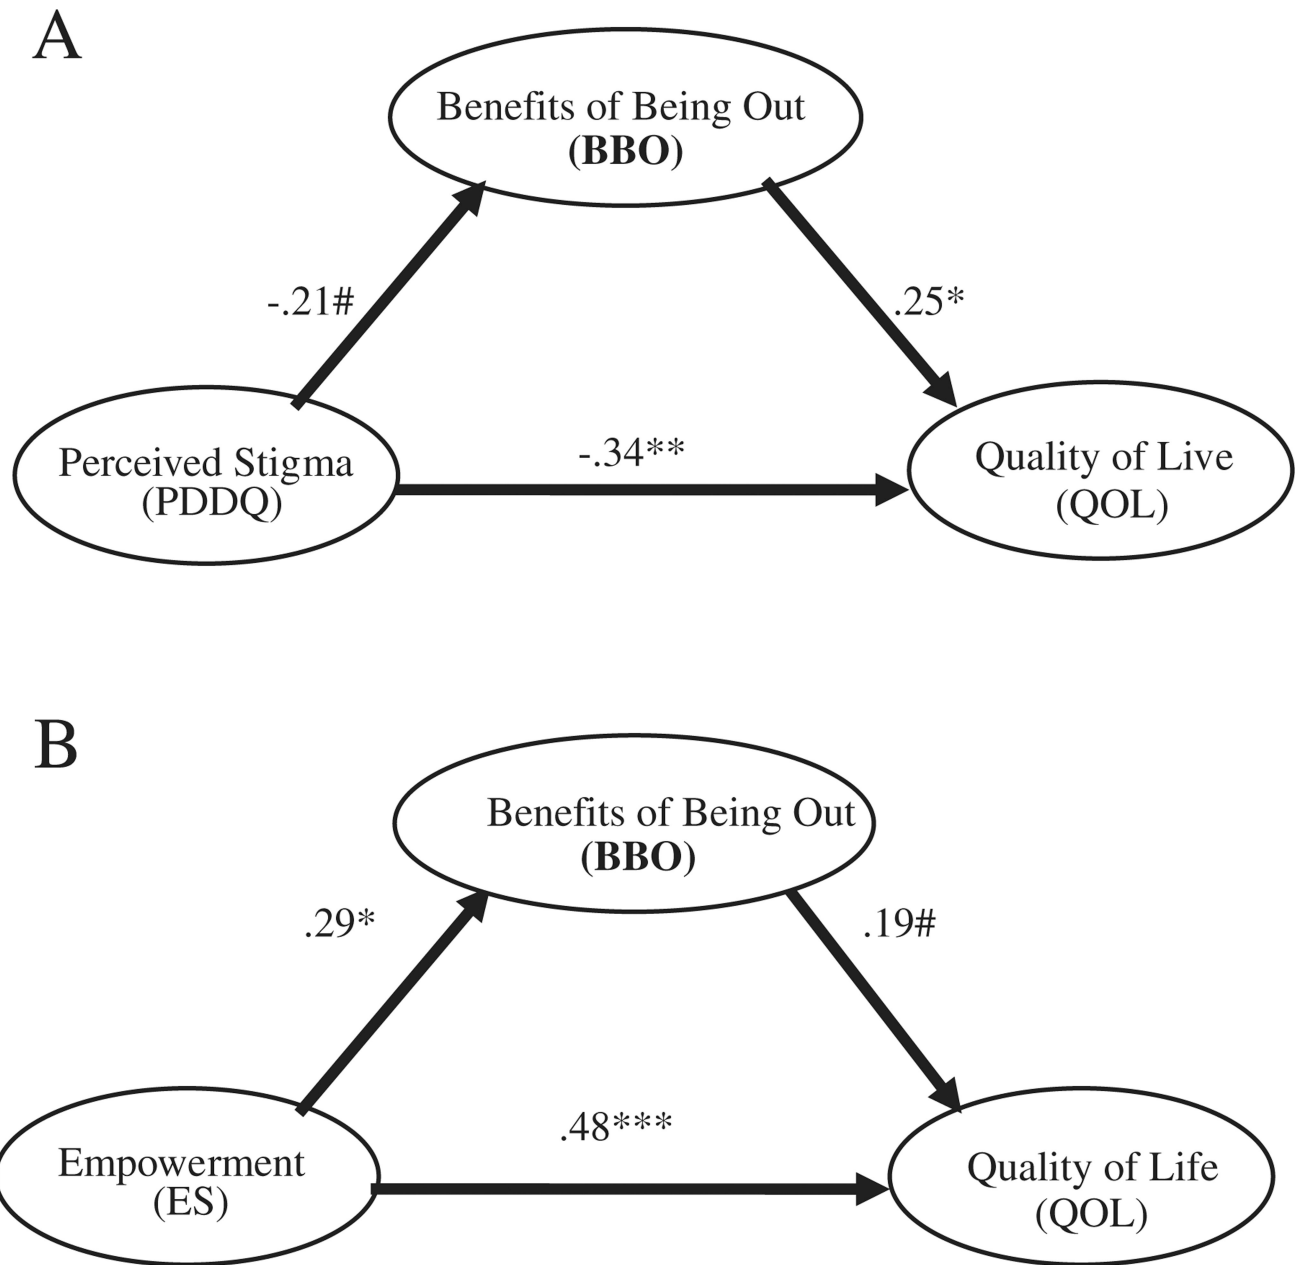 A
Benefits of Being Out
(BBO)
-.21#
.25*
Perceived Stigma
(PDDQ)
-.34**
Quality of Live
(QOL)
B
Benefits of Being Out
(BBO)
.29*
.19#
Empowerment
(ES)
.48***
Quality of Life
(QOL)